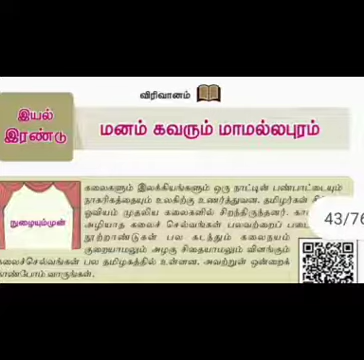 விரிவானம்
இயல்
இரண்டு
மனம் கவரும் மாமல்லபுரம்
நுழையும்முன்
கலைகளும் இலக்கியங்களும் ஒரு நாட்டின் பண்பாட்டையும்
நாகரிகத்தையும் உலகிற்கு உணர்த்துவன. தமிழர்கள்
ஓவியம் முதலிய கலைகளில் சிறந்திருந்தனர்.
அழியாத கலைச் செல்வங்கள் பலவற்றைப்
நூற்றாண்டுகள் பல கடந்தும் கலைநயம்
குறையாமலும் அழகு சிதையாமலும் விளங்கும்
கலைச்செல்வங்கள் பல தமிழகத்தில் உள்ளன. அவற்றுள் ஒன்றைக்
காண்போம் வாருங்கள்.
43/76